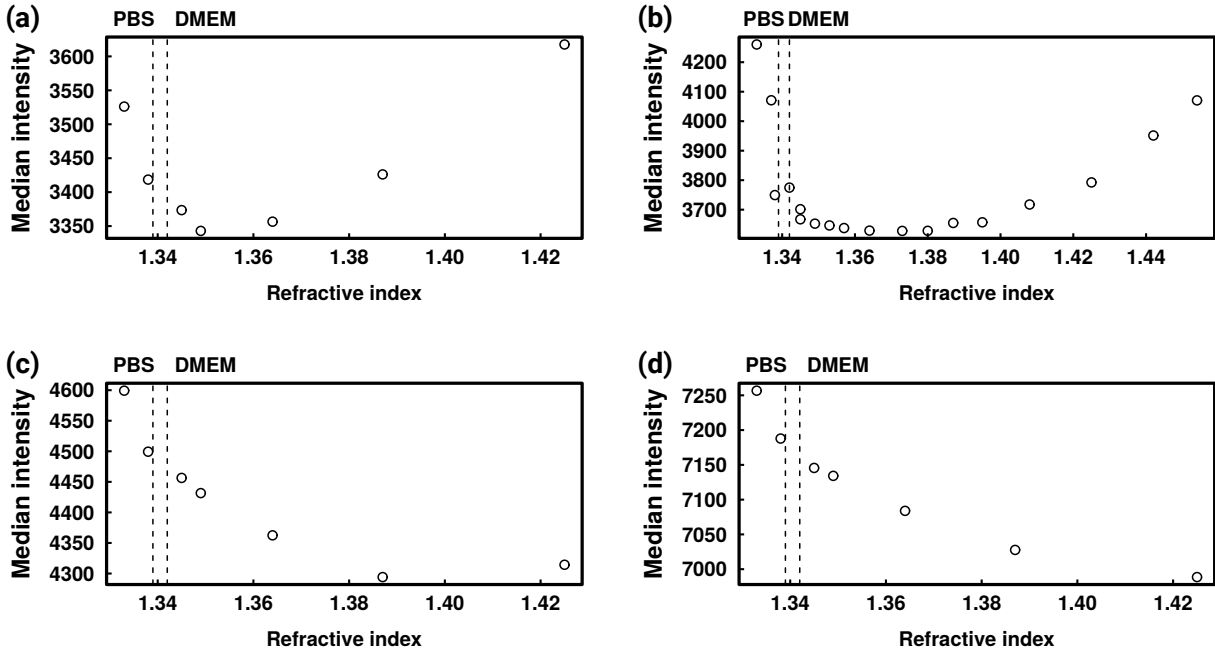 (a) PBS DMEM
3600
3550
3500
3450
3400
3350
Median intensity
1.34 1.36 1.38 1.40 1.42
Refractive index
(b) PBS DMEM
4200
4100
4000
3900
3800
3700
Median intensity
1.34 1.36 1.38 1.40 1.42 1.44
Refractive index
(c) PBS DMEM
4600
4550
4500
4450
4400
4350
4300
Median intensity
1.34 1.36 1.38 1.40 1.42
Refractive index
(d) PBS DMEM
7250
7200
7150
7100
7050
7000
Median intensity
1.34 1.36 1.38 1.40 1.42
Refractive index